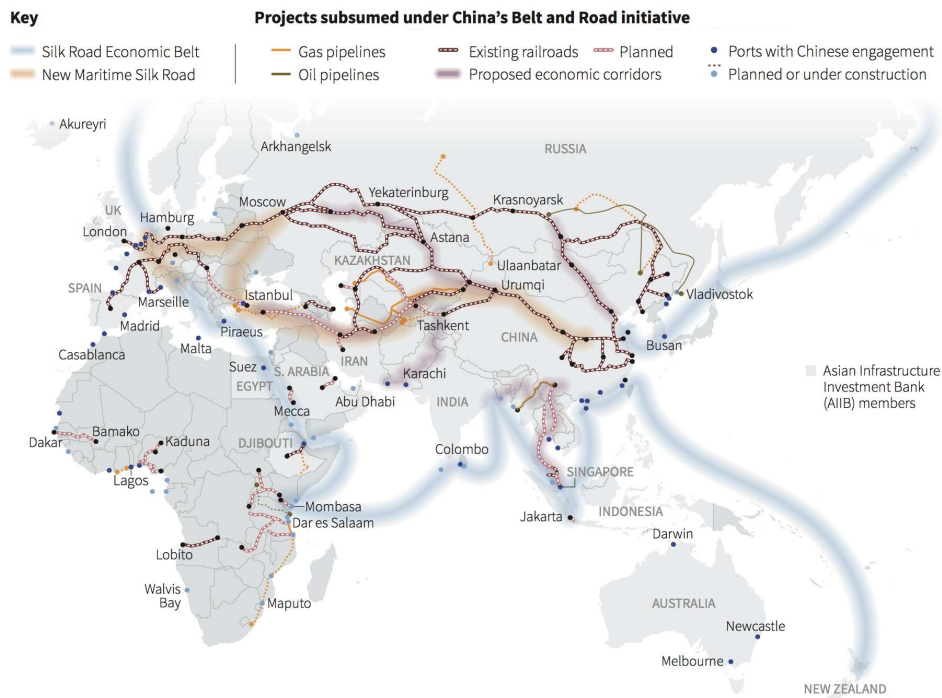 Key
Projects subsumed under China's Belt and Road initiative
Silk Road Economic Belt
New Maritime Silk Road
Gas pipelines
Oil pipelines
Existing railroads
Planned
Proposed economic corridors
Ports with Chinese engagement
Planned or under construction
Akureyri
Arkhangelsk
RUSSIA
Yekaterinburg
Krasnoyarsk
Moscow
UK
Hamburg
London
Astana
KAZAKHSTAN
Ulaanbatar
Urumqi
SPAIN
Marseille
Istanbul
Vladivostok
Madrid
Piraeus
Tashkent
CHINA
Busan
Casablanca
Malta
IRAN
Suez
S. ARABIA
EGYPT
Karachi
Asian Infrastructure
Investment Bank
(AIIB) members
Abu Dhabi
INDIA
Mecca
Dakar
Bamako
Kaduna
DJIBOUTI
Colombo
Lagos
SINGAPORE
Mombasa
Dar es Salaam
Jakarta
INDONESIA
Lobito
Darwin
Walvis
Bay
Maputo
AUSTRALIA
Newcastle
Melbourne
NEW ZEALAND